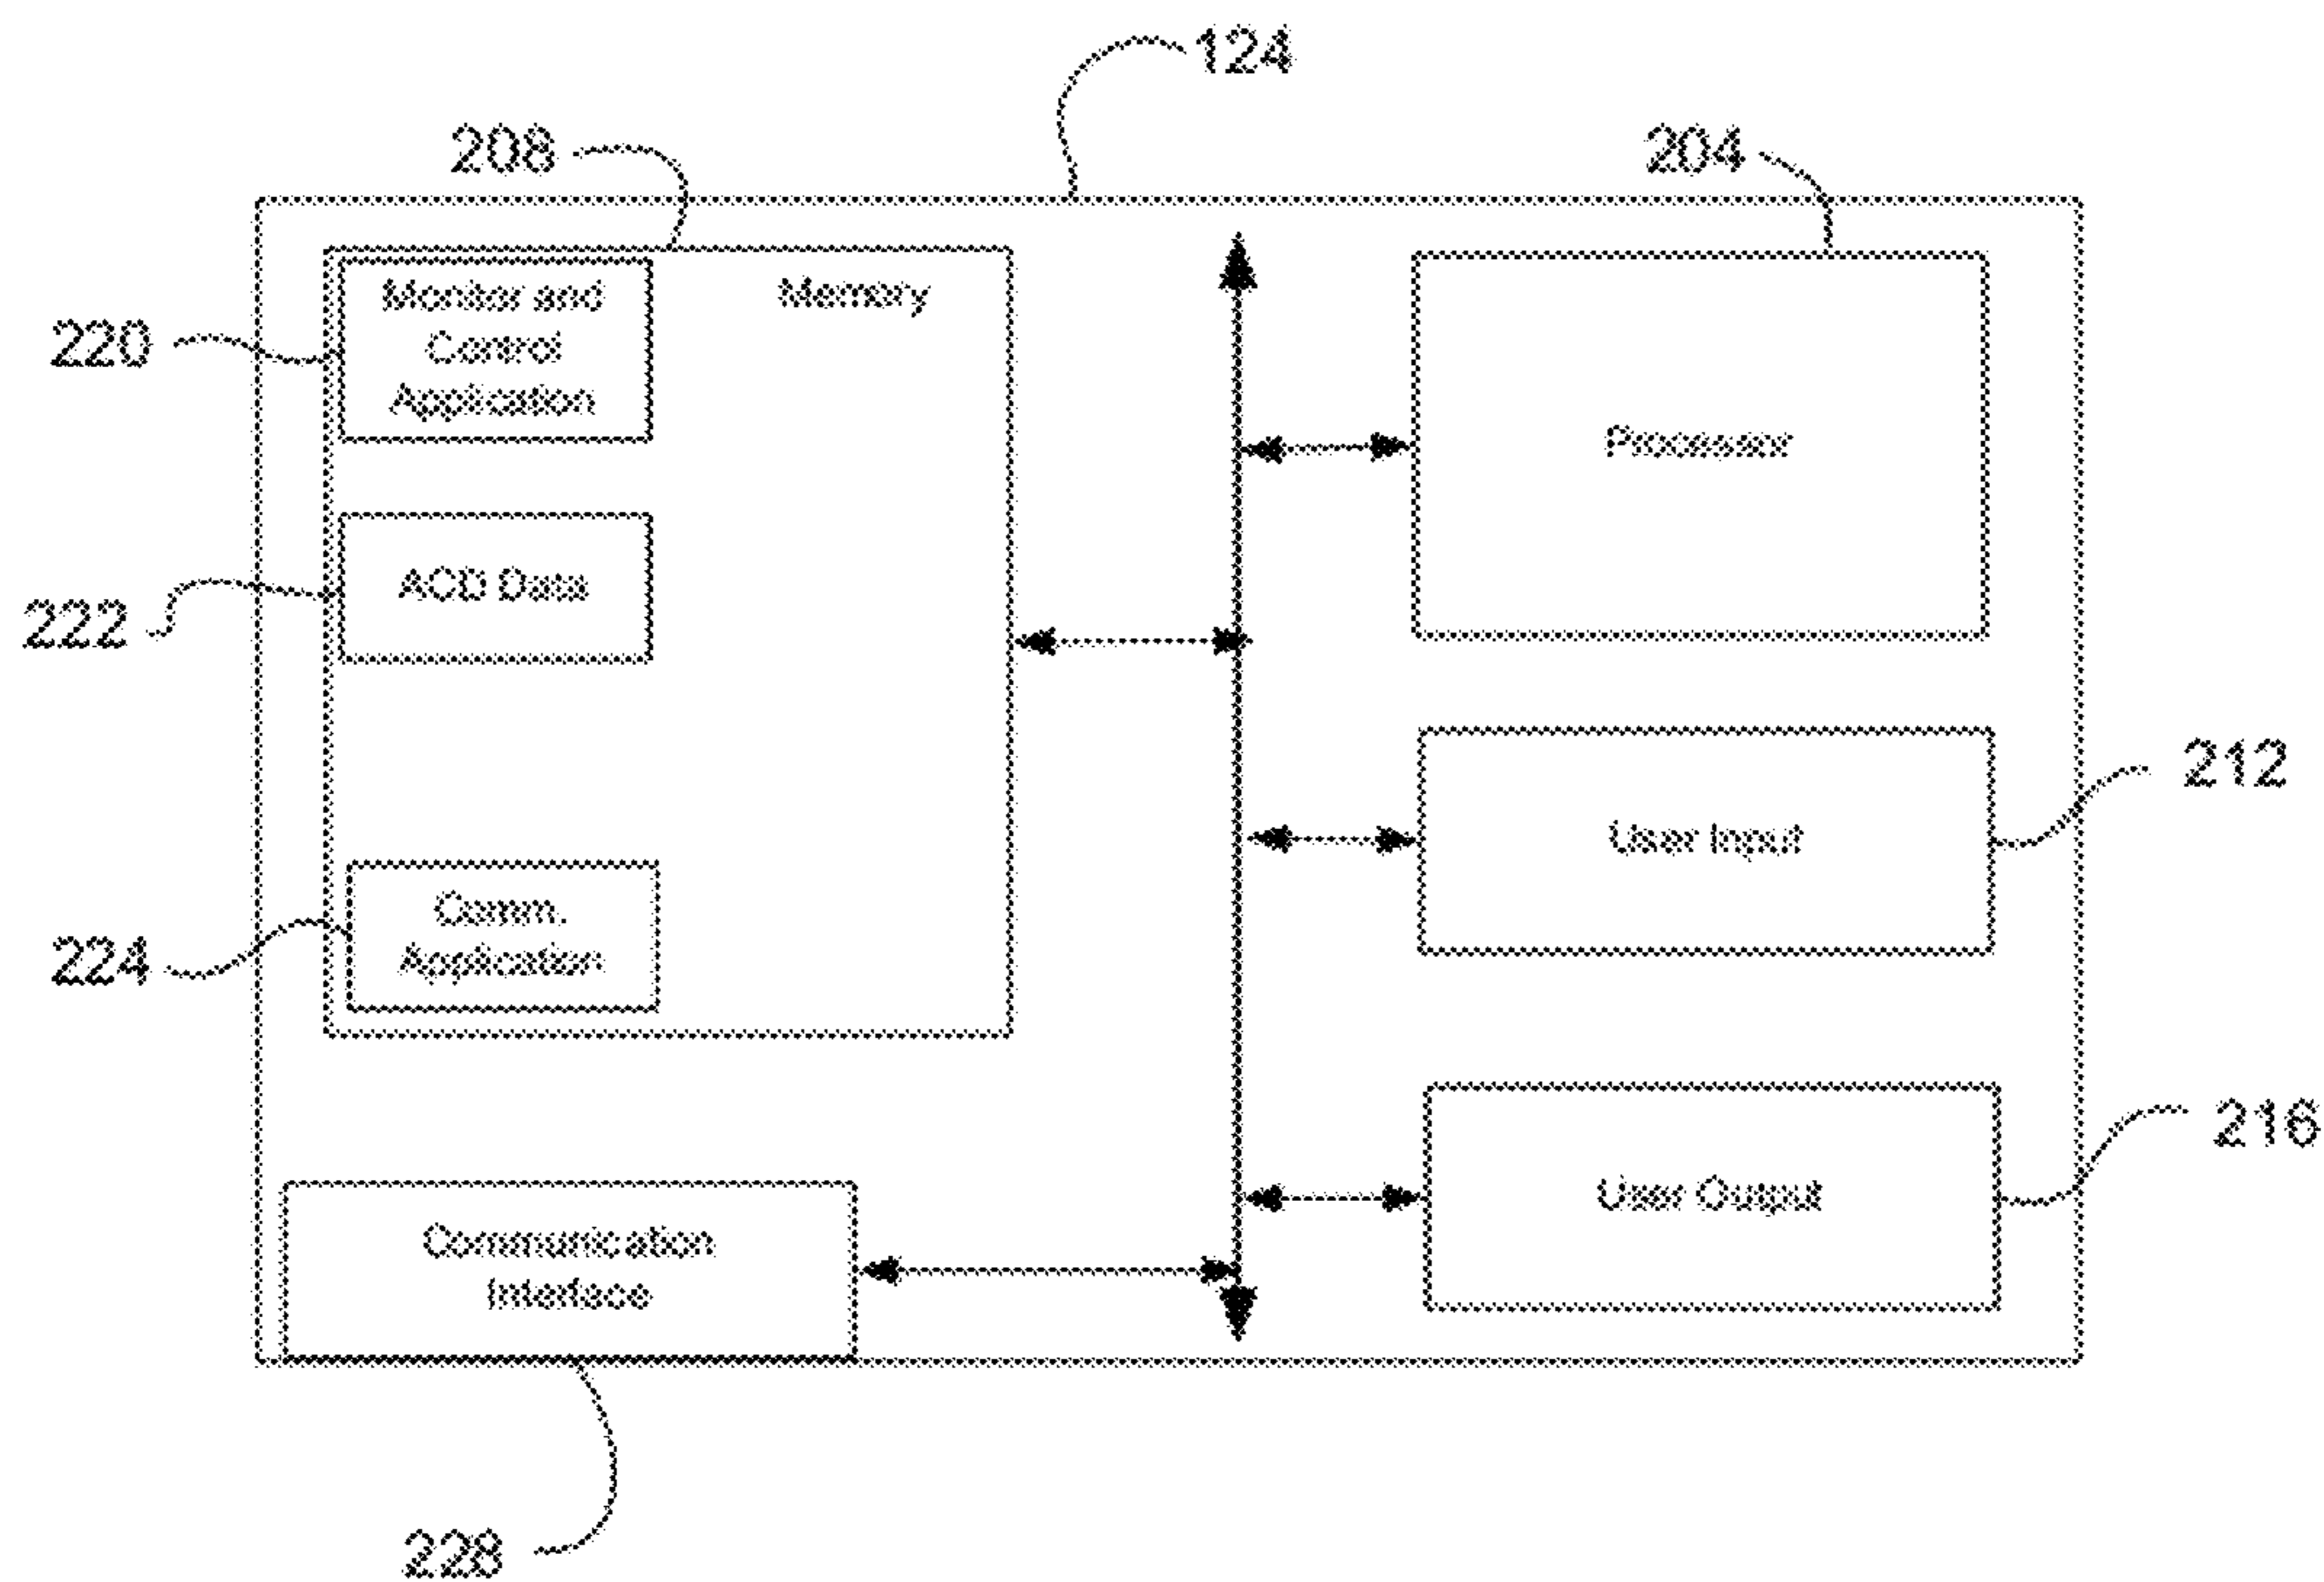 124
208
204
Monitor and
Control
Application
Memory
220
Processor
ACD Data
222
User Input
212
Comm.
Application
224
User Output
216
Communication
Interface
228